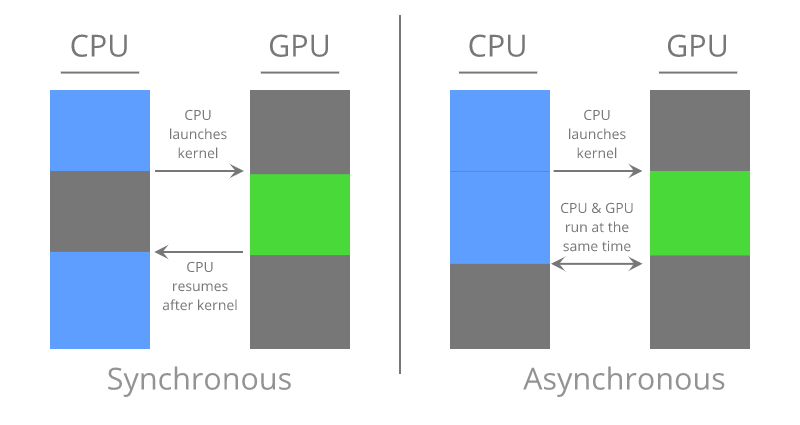 CPU
GPU
CPU
launches
kernel
CPU
resumes
after kernel
Synchronous
CPU
GPU
CPU
launches
kernel
CPU & GPU
run at the
same time
Asynchronous